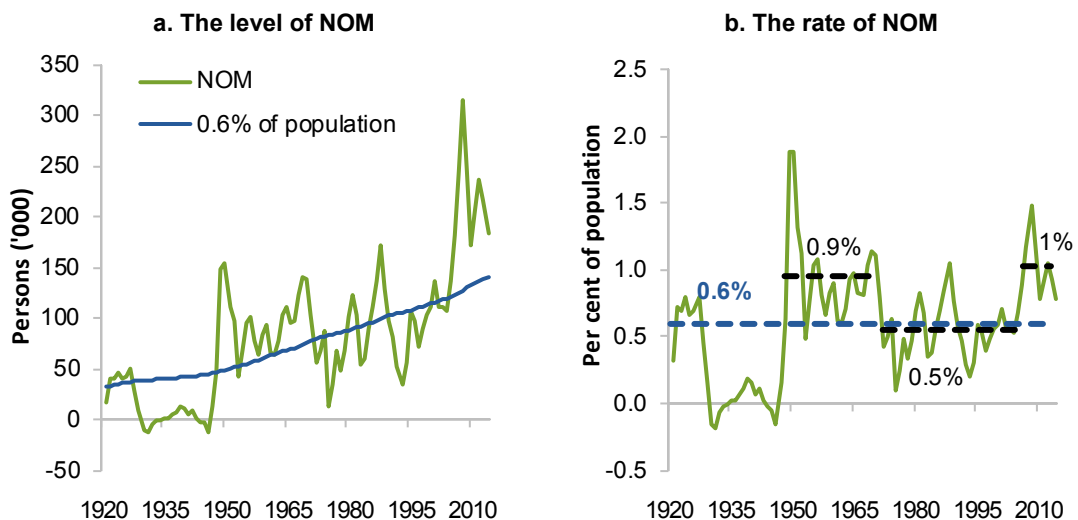 a. The level of NOM
Persons ('000)
350
300
250
200
150
100
50
0
-50
NOM
0.6% of population
1920 1935 1950 1965 1980 1995 2010
b. The rate of NOM
Per cent of population
2.5
2.0
1.5
1.0
0.5
0.0
-0.5
0.6%
0.9%
0.5%
1%
1920 1935 1950 1965 1980 1995 2010